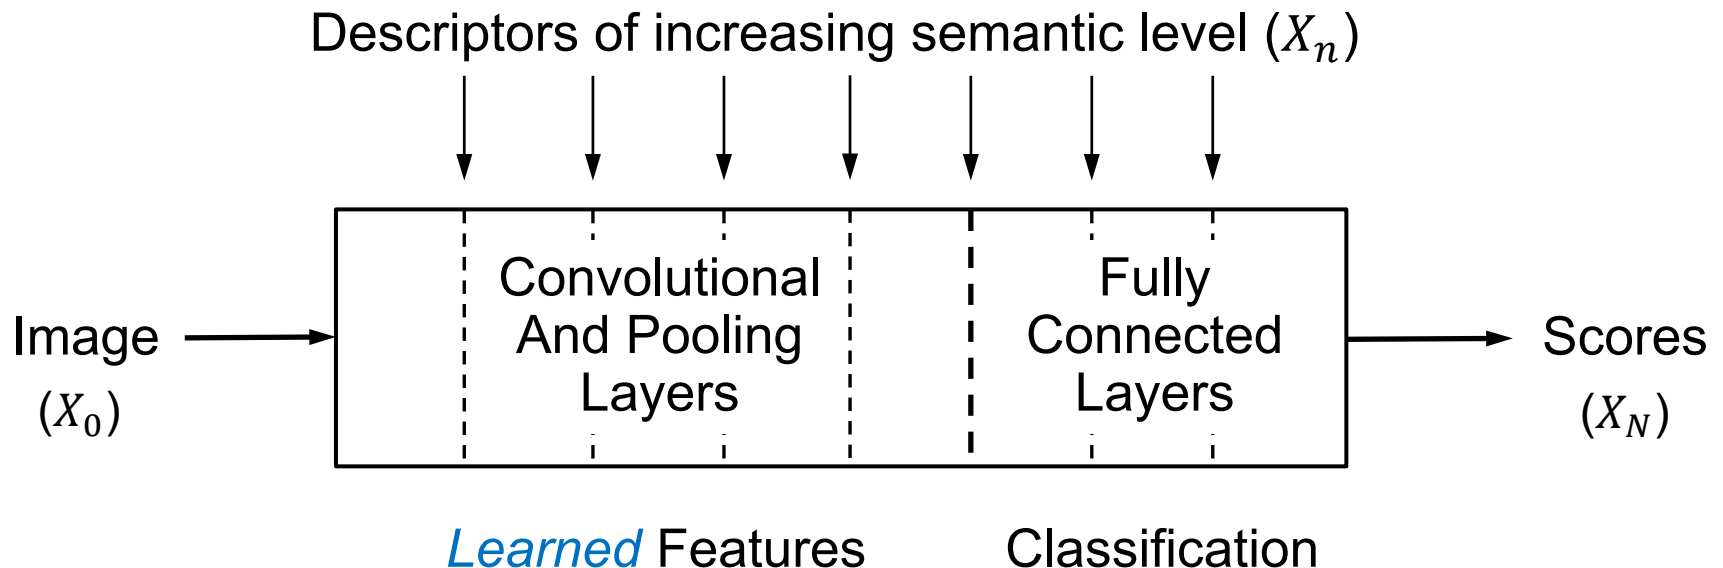 Descriptors of increasing semantic level (Xₙ)
Convolutional
And Pooling
Layers
Fully
Connected
Layers
Image
(X₀)
Scores
(X_N)
Learned Features
Classification